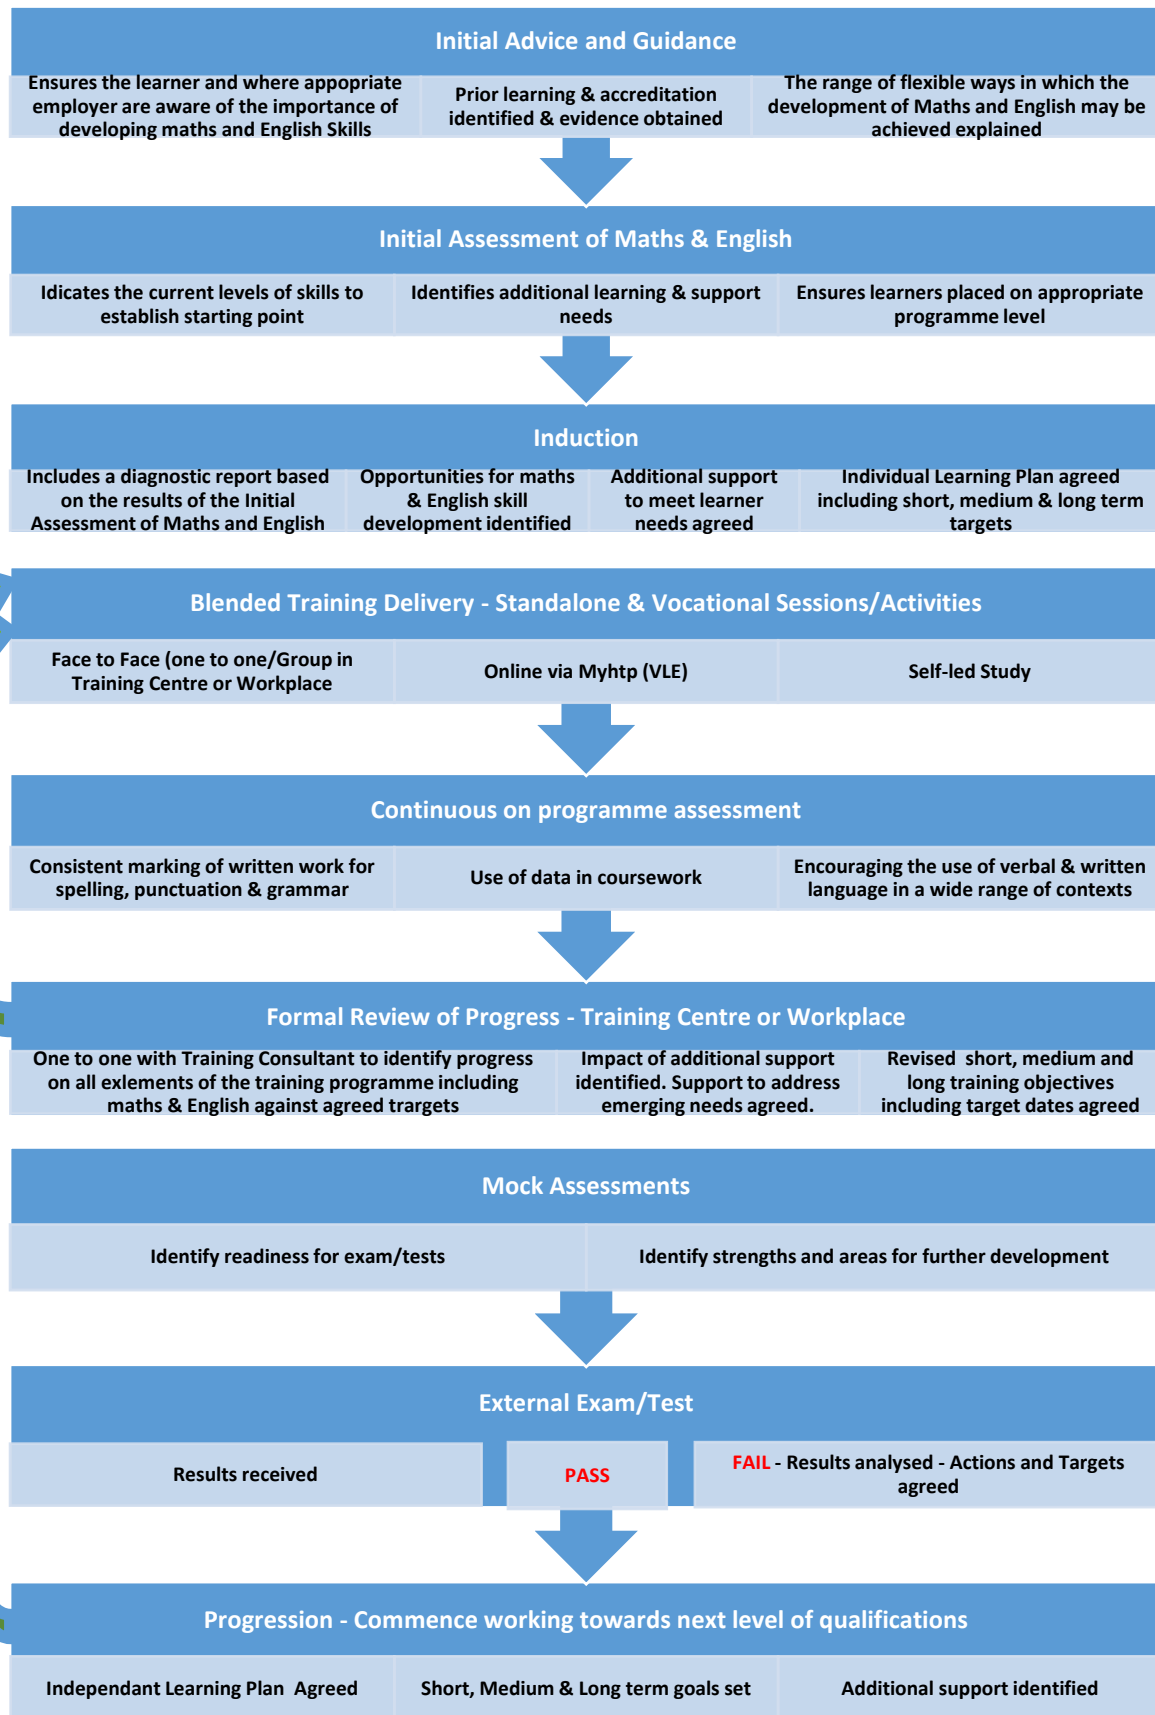 Initial Advice and Guidance
Ensures the learner and where appopriate
employer are aware of the importance of
developing maths and English Skills
Prior learning & accreditation
identified & evidence obtained
The range of flexible ways in which the
development of Maths and English may be
achieved explained
Initial Assessment of Maths & English
Idicates the current levels of skills to
establish starting point
Identifies additional learning & support
needs
Ensures learners placed on appropriate
programme level
Induction
Includes a diagnostic report based
on the results of the Initial
Assessment of Maths and English
Opportunities for maths
& English skill
development identified
Additional support
to meet learner
needs agreed
Individual Learning Plan agreed
including short, medium & long term
targets
Blended Training Delivery - Standalone & Vocational Sessions/Activities
Face to Face (one to one/Group in
Training Centre or Workplace
Online via Myhtp (VLE)
Self-led Study
Continuous on programme assessment
Consistent marking of written work for
spelling, punctuation & grammar
Use of data in coursework
Encouraging the use of verbal & written
language in a wide range of contexts
Formal Review of Progress - Training Centre or Workplace
One to one with Training Consultant to identify progress
on all exlements of the training programme including
maths & English against agreed trargets
Impact of additional support
identified. Support to address
emerging needs agreed.
Revised short, medium and
long training objectives
including target dates agreed
Mock Assessments
Identify readiness for exam/tests
Identify strengths and areas for further development
External Exam/Test
Results received
PASS
FAIL - Results analysed - Actions and Targets
agreed
Progression - Commence working towards next level of qualifications
Independant Learning Plan Agreed
Short, Medium & Long term goals set
Additional support identified